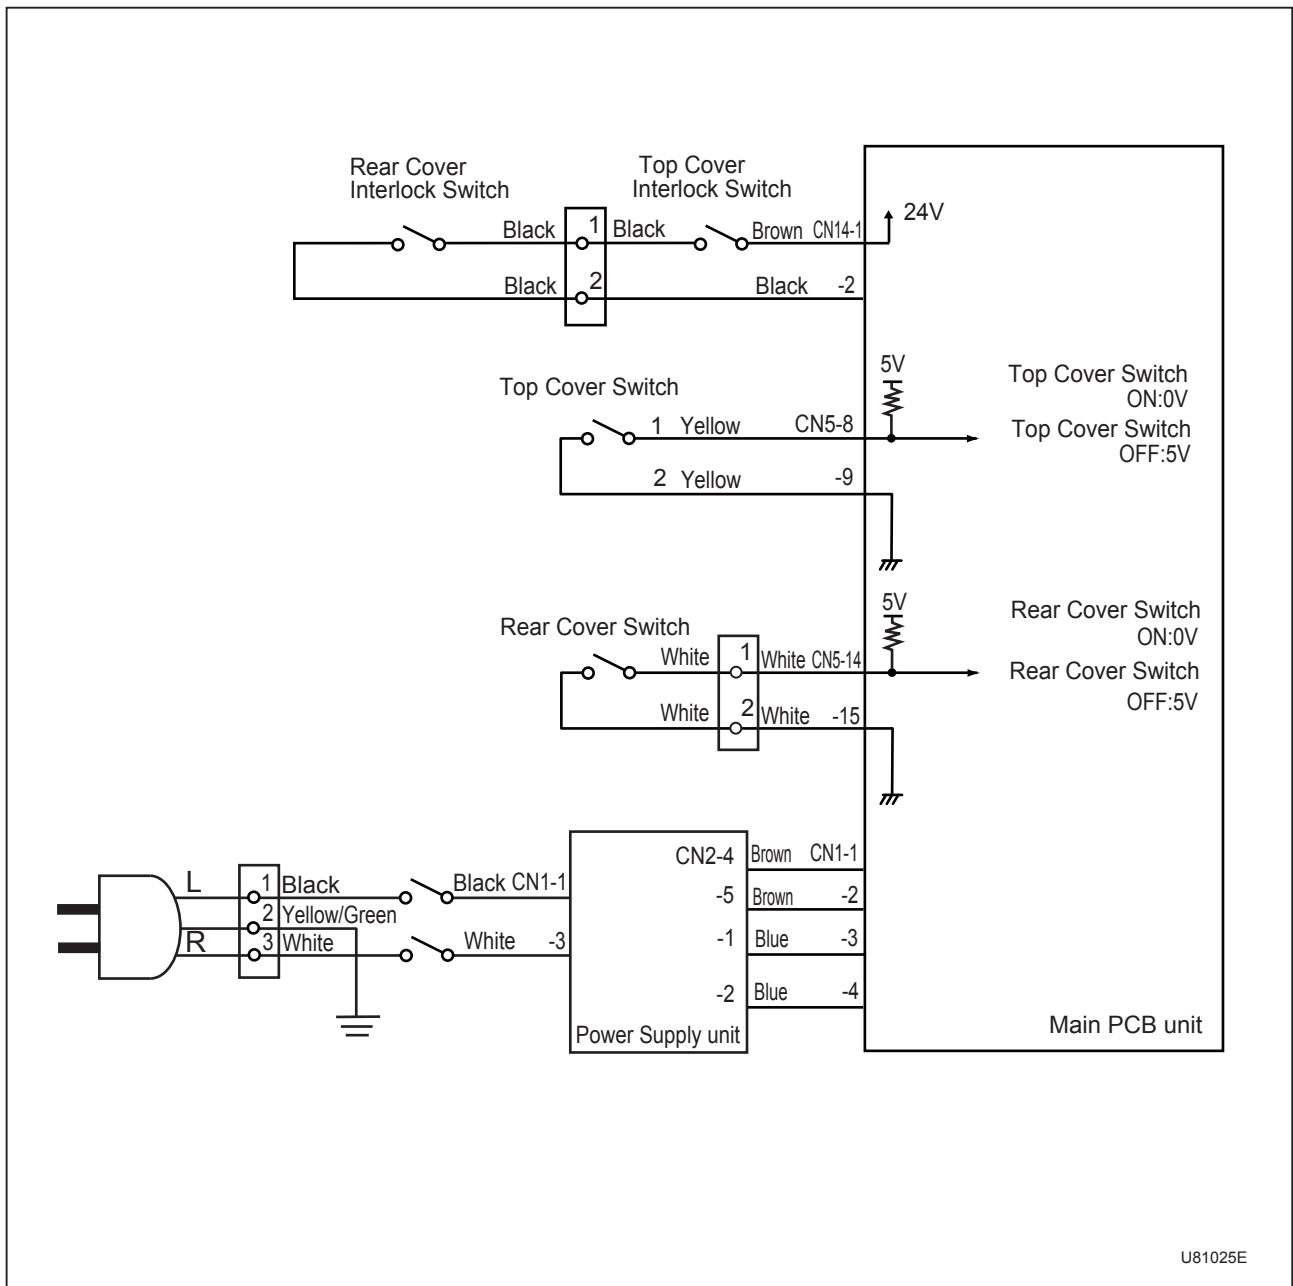 Rear Cover
Interlock Switch
Top Cover
Interlock Switch
Black 1 Black Brown CN14-1 24V
Black 2 Black -2
Top Cover Switch
1 Yellow CN5-8
2 Yellow -9
5V
Top Cover Switch
ON:0V
Top Cover Switch
OFF:5V
Rear Cover Switch
White 1 White CN5-14
White 2 White -15
5V
Rear Cover Switch
ON:0V
Rear Cover Switch
OFF:5V
L 1 Black Black CN1-1
2 Yellow/Green
R 3 White White -3
CN2-4 Brown CN1-1
-5 Brown -2
-1 Blue -3
-2 Blue -4
Power Supply unit
Main PCB unit
U81025E